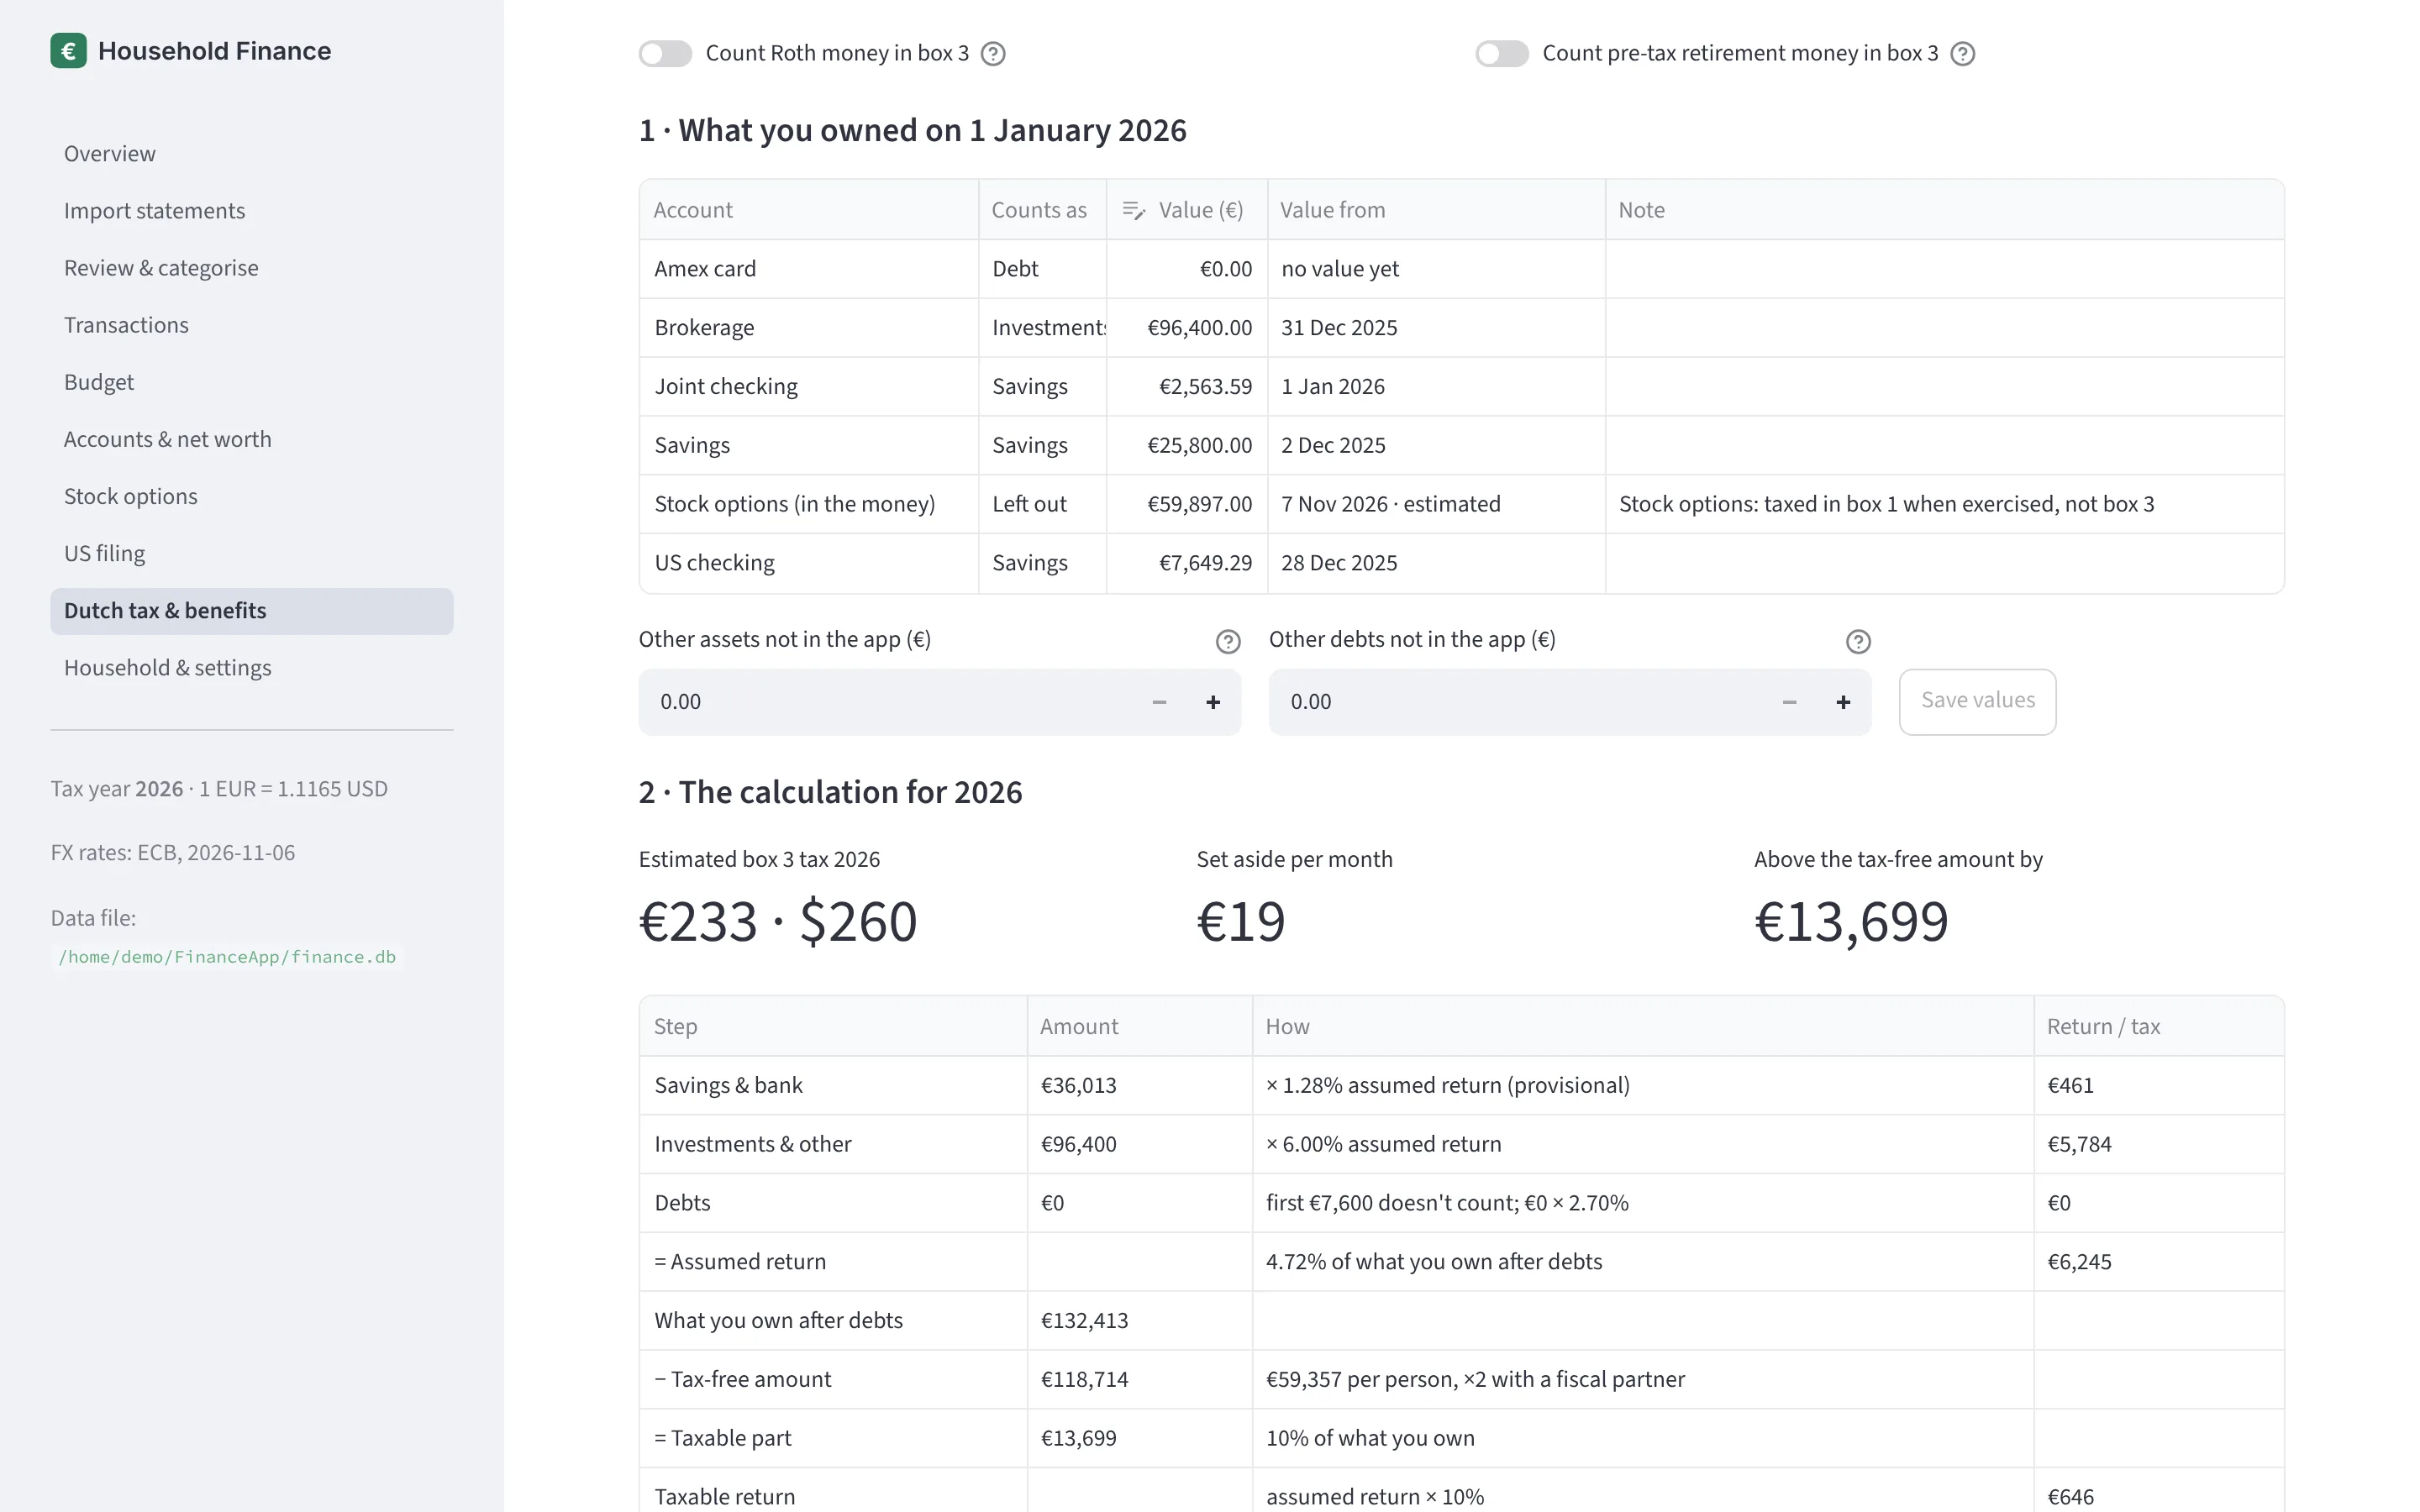 € Household Finance
Overview
Import statements
Review & categorise
Transactions
Budget
Accounts & net worth
Stock options
US filing
Dutch tax & benefits
Household & settings
Tax year 2026 · 1 EUR = 1.1165 USD
FX rates: ECB, 2026-11-06
Data file:
/home/demo/FinanceApp/finance.db
Count Roth money in box 3
Count pre-tax retirement money in box 3
1 · What you owned on 1 January 2026
Account Counts as Value (€) Value from Note
Amex card Debt €0.00 no value yet
Brokerage Investments €96,400.00 31 Dec 2025
Joint checking Savings €2,563.59 1 Jan 2026
Savings Savings €25,800.00 2 Dec 2025
Stock options (in the money) Left out €59,897.00 7 Nov 2026 · estimated Stock options: taxed in box 1 when exercised, not box 3
US checking Savings €7,649.29 28 Dec 2025
Other assets not in the app (€) Other debts not in the app (€)
0.00 − + 0.00 − + Save values
2 · The calculation for 2026
Estimated box 3 tax 2026 Set aside per month Above the tax-free amount by
€233 · $260 €19 €13,699
Step Amount How Return / tax
Savings & bank €36,013 × 1.28% assumed return (provisional) €461
Investments & other €96,400 × 6.00% assumed return €5,784
Debts €0 first €7,600 doesn't count; €0 × 2.70% €0
= Assumed return 4.72% of what you own after debts €6,245
What you own after debts €132,413
− Tax-free amount €118,714 €59,357 per person, ×2 with a fiscal partner
= Taxable part €13,699 10% of what you own
Taxable return assumed return × 10% €646